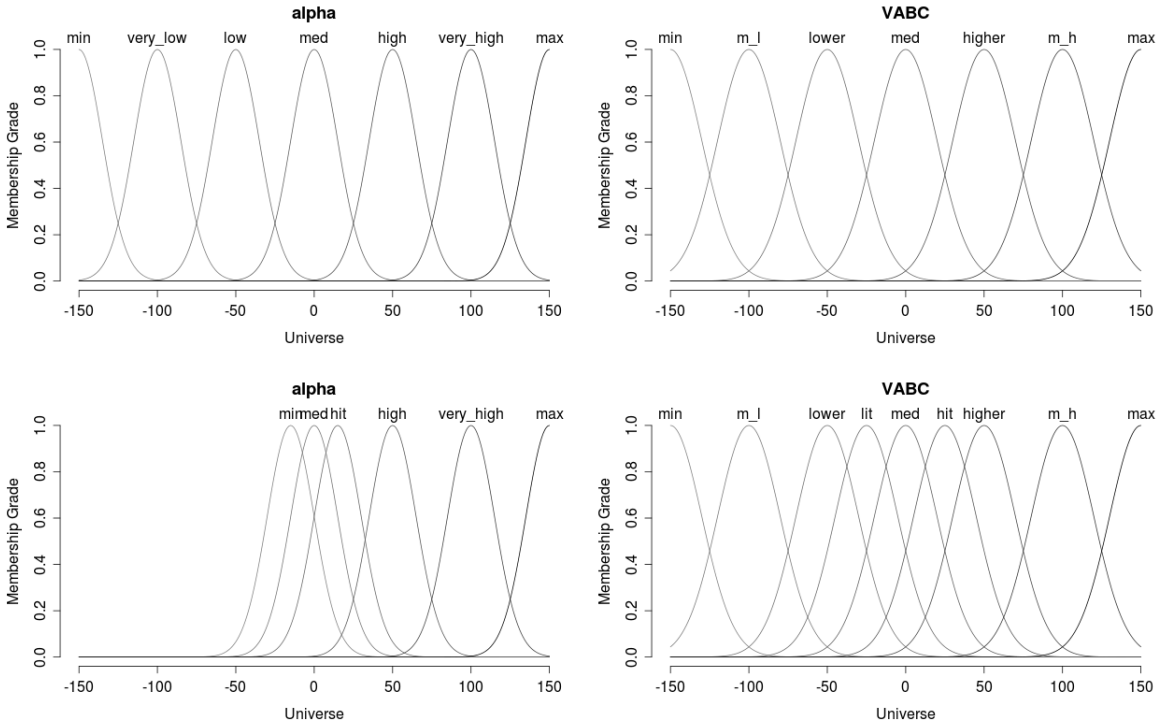 alpha
min very_low low med high very_high max
Membership Grade
1.0
0.8
0.6
0.4
0.2
0.0
-150 -100 -50 0 50 100 150
Universe
VABC
min m_l lower med higher m_h max
Membership Grade
1.0
0.8
0.6
0.4
0.2
0.0
-150 -100 -50 0 50 100 150
Universe
alpha
min med hit high very_high max
Membership Grade
1.0
0.8
0.6
0.4
0.2
0.0
-150 -100 -50 0 50 100 150
Universe
VABC
min m_l lower lit med hit higher m_h max
Membership Grade
1.0
0.8
0.6
0.4
0.2
0.0
-150 -100 -50 0 50 100 150
Universe